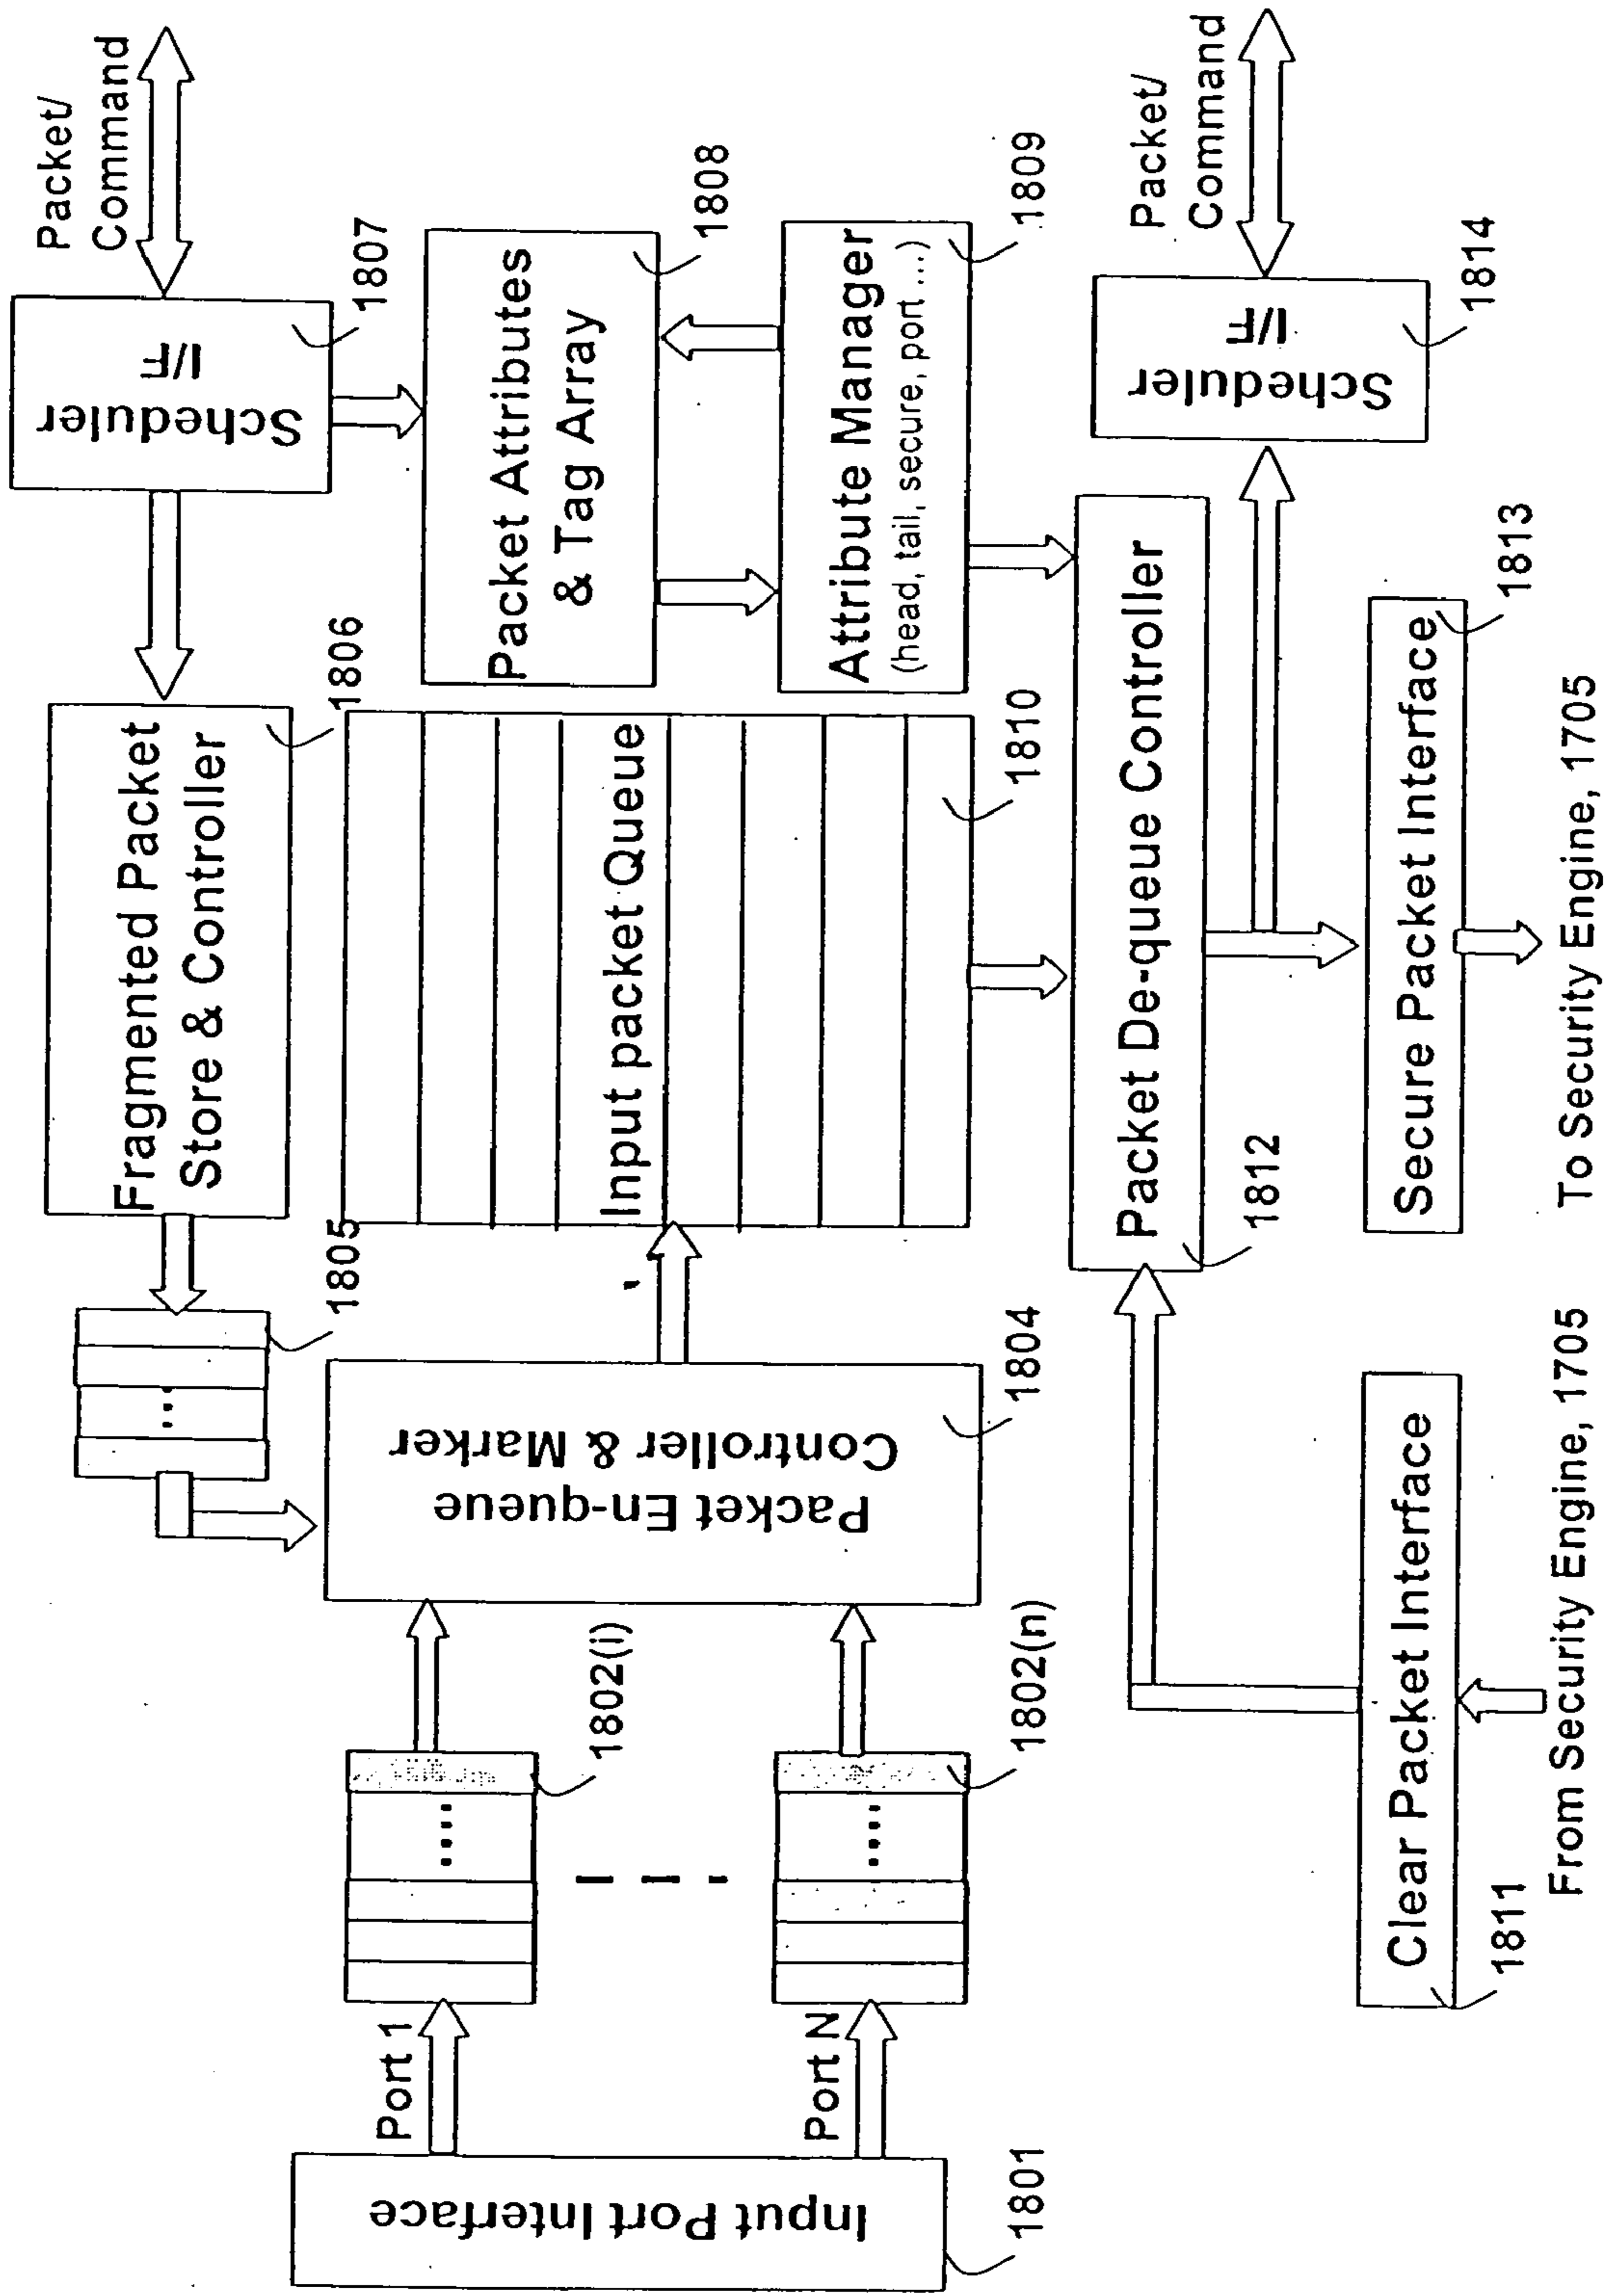 Packet/
Command
Scheduler
I/F
1807
Fragmented Packet
Store & Controller
1806
1805
Packet Attributes
& Tag Array
1808
Attribute Manager
(head, tail, secure, port ...)
1809
Input packet Queue
1810
Packet En-queue
Controller & Marker
1804
Port 1
1802(i)
Port N
1802(n)
Input Port Interface
1801
Packet De-queue Controller
1812
Packet/
Command
Scheduler
I/F
1814
Secure Packet Interface
1813
To Security Engine, 1705
Clear Packet Interface
1811
From Security Engine, 1705